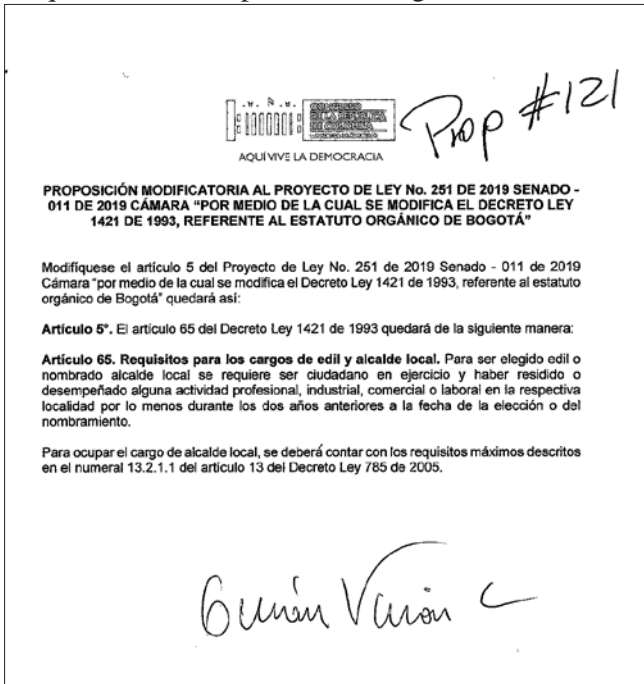 Prop #121
AQUÍ VIVE LA DEMOCRACIA
PROPOSICIÓN MODIFICATORIA AL PROYECTO DE LEY No. 251 DE 2019 SENADO -
011 DE 2019 CÁMARA “POR MEDIO DE LA CUAL SE MODIFICA EL DECRETO LEY
1421 DE 1993, REFERENTE AL ESTATUTO ORGÁNICO DE BOGOTÁ”
Modifíquese el artículo 5 del Proyecto de Ley No. 251 de 2019 Senado - 011 de 2019
Cámara “por medio de la cual se modifica el Decreto Ley 1421 de 1993, referente al estatuto
orgánico de Bogotá” quedará así:
Artículo 5°. El artículo 65 del Decreto Ley 1421 de 1993 quedará de la siguiente manera:
Artículo 65. Requisitos para los cargos de edil y alcalde local. Para ser elegido edil o
nombrado alcalde local se requiere ser ciudadano en ejercicio y haber residido o
desempeñado alguna actividad profesional, industrial, comercial o laboral en la respectiva
localidad por lo menos durante los dos años anteriores a la fecha de la elección o del
nombramiento.
Para ocupar el cargo de alcalde local, se deberá contar con los requisitos máximos descritos
en el numeral 13.2.1.1 del artículo 13 del Decreto Ley 785 de 2005.